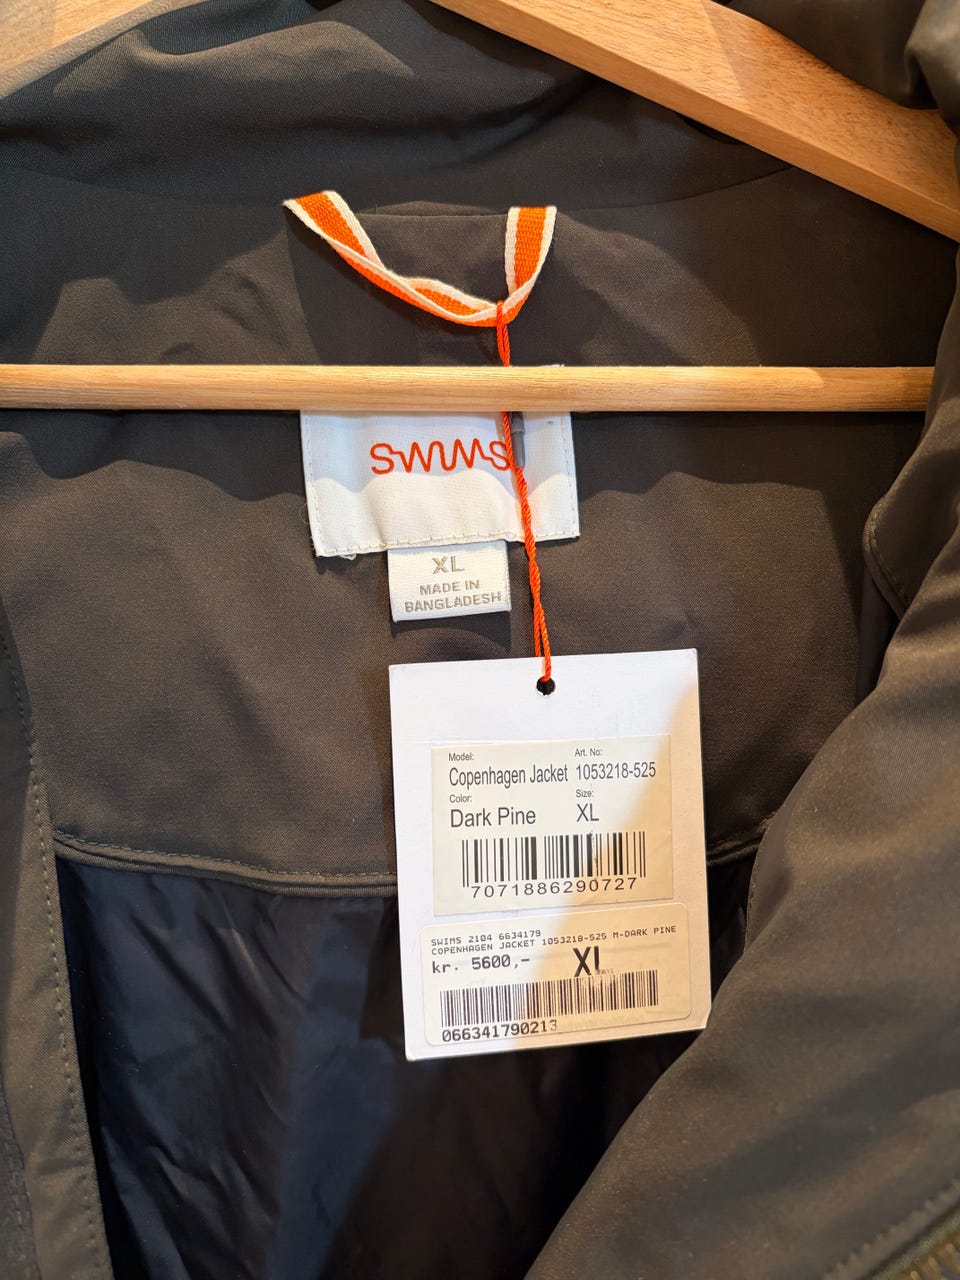 SWIMS
XL
MADE IN
BANGLADESH
Model: Art. No:
Copenhagen Jacket 1053218-525
Color: Size:
Dark Pine XL
7071886290727
SWIMS 2104 6634179
COPENHAGEN JACKET 1053218-525 M-DARK PINE
kr. 5600,- XL
066341790213